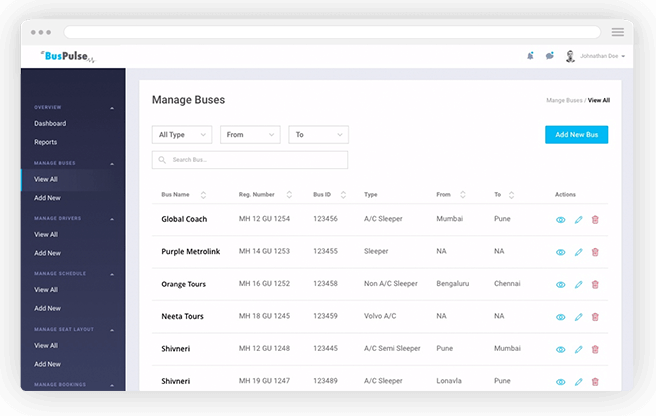 BusPulse
Johnathan Doe
OVERVIEW
Dashboard
Reports
MANAGE BUSES
View All
Add New
MANAGE DRIVERS
View All
Add New
MANAGE SCHEDULE
View All
Add New
MANAGE SEAT LAYOUT
View All
Add New
MANAGE BOOKINGS
Manage Buses
Mange Buses / View All
All Type From To Add New Bus
Search Bus...
Bus Name Reg. Number Bus ID Type From To Actions
Global Coach MH 12 GU 1254 123456 A/C Sleeper Mumbai Pune
Purple Metrolink MH 14 GU 1253 123455 Sleeper NA NA
Orange Tours MH 16 GU 1252 123458 Non A/C Sleeper Bengaluru Chennai
Neeta Tours MH 18 GU 1245 123459 Volvo A/C NA NA
Shivneri MH 12 GU 1248 123445 A/C Semi Sleeper Pune Mumbai
Shivneri MH 19 GU 1247 123489 A/C Sleeper Lonavla Pune